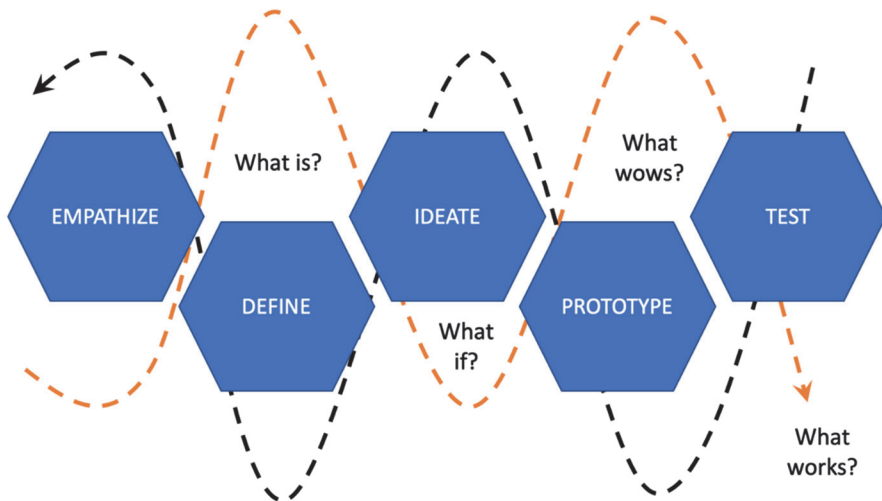 EMPATHIZE
What is?
DEFINE
IDEATE
What
if?
What
wows?
PROTOTYPE
TEST
What
works?